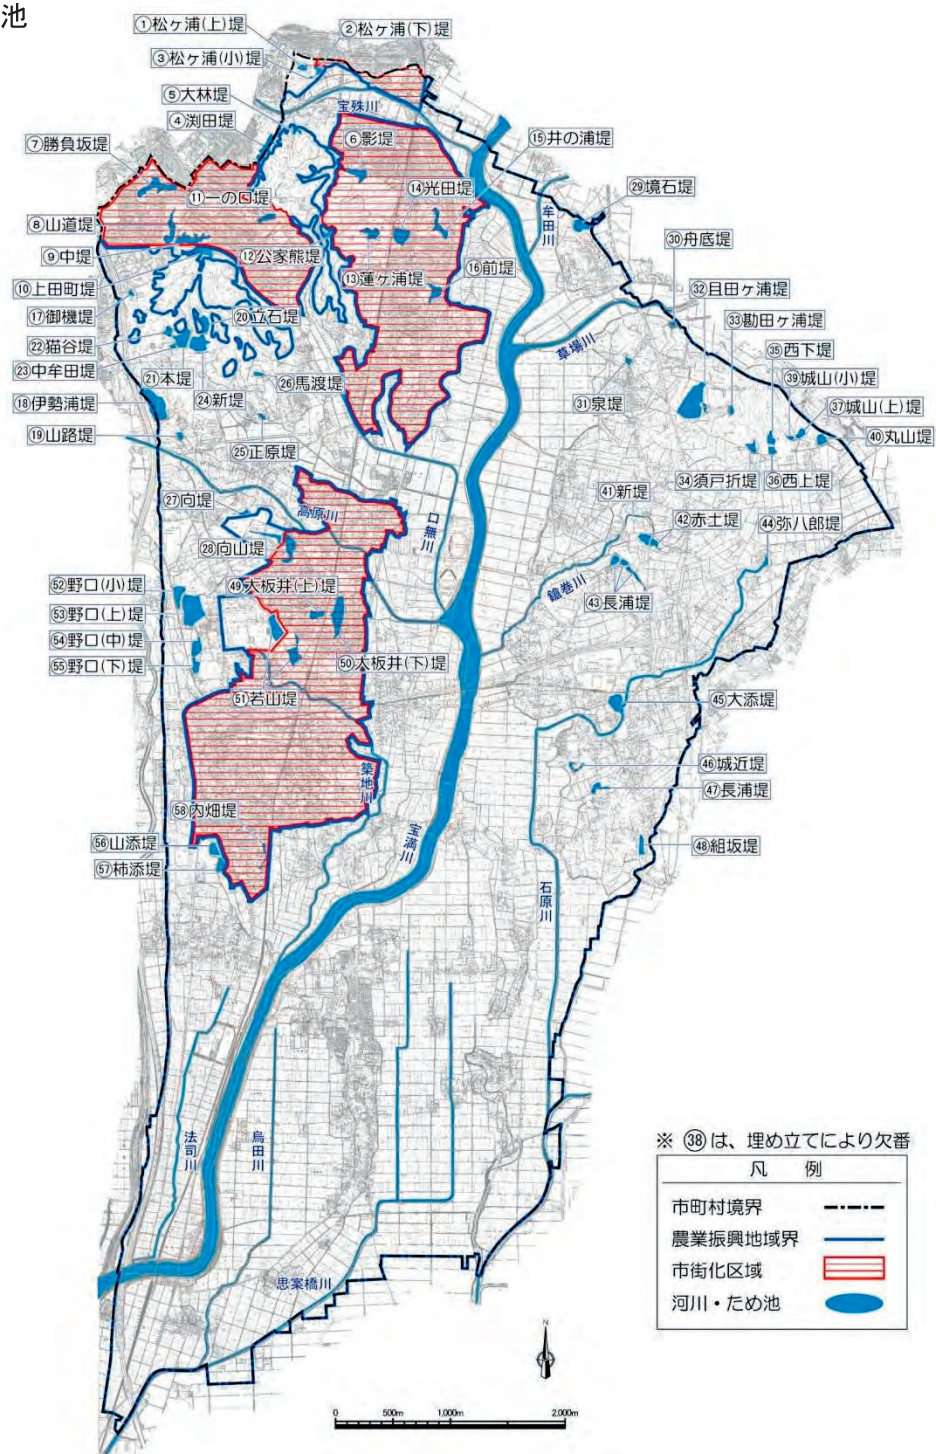 池
①松ヶ浦(上)堤
②松ヶ浦(下)堤
③松ヶ浦(小)堤
⑤大林堤
④渕田堤
宝殊川
⑦勝負坂堤
⑥影堤
⑮井の浦堤
⑪一の口堤
⑭光田堤
㉙境石堤
牟田川
⑧山道堤
㉚舟底堤
⑨中堤
⑫公家熊堤
⑬蓮ヶ浦堤
⑯前堤
⑩上田町堤
㉜且田ヶ浦堤
⑰御機堤
⑳立石堤
㉝勘田ヶ浦堤
㉒猫谷堤
草場川
㉟西下堤
㉓中牟田堤
㉑本堤
㉖馬渡堤
㊴城山(小)堤
⑱伊勢浦堤
㉔新堤
㉛泉堤
㊲城山(上)堤
⑲山路堤
㊵丸山堤
㉕正原堤
㉞須戸折堤
㊱西上堤
㉗向堤
㊶新堤
高原川
口無川
㊷赤土堤
㊹弥八郎堤
㉘向山堤
52野口(小)堤
㊾大板井(上)堤
鐘巻川
㊸長浦堤
53野口(上)堤
54野口(中)堤
55野口(下)堤
㊿大板井(下)堤
51若山堤
㊺大添堤
築地川
㊻城近堤
㊼長浦堤
58内畑堤
宝満川
56山添堤
㊽組坂堤
57柿添堤
石原川
法司川
烏田川
思案橋川
※ ㊳は、埋め立てにより欠番
凡 例
市町村境界
農業振興地域界
市街化区域
河川・ため池
N
0 500m 1,000m 2,000m